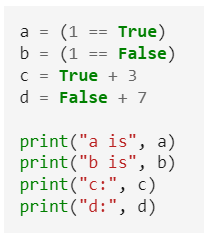 a = (1 == True)
b = (1 == False)
c = True + 3
d = False + 7
print("a is", a)
print("b is", b)
print("c:", c)
print("d:", d)